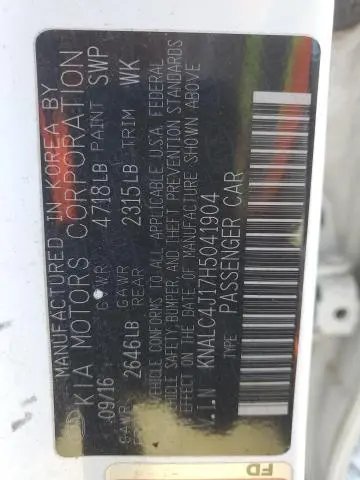 MANUFACTURED IN KOREA BY
KIA MOTORS CORPORATION
09/16 GVWR 4718LB PAINT SWP
GAWR 2646LB GAWR REAR 2315LB TRIM WK
VEHICLE CONFORMS TO ALL APPLICABLE U.S.A. FEDERAL
VEHICLE SAFETY, BUMPER, AND THEFT PREVENTION STANDARDS
EFFECT ON THE DATE OF MANUFACTURE SHOWN ABOVE
V.I.N KNALC4J17H5041904
TYPE PASSENGER CAR
FD